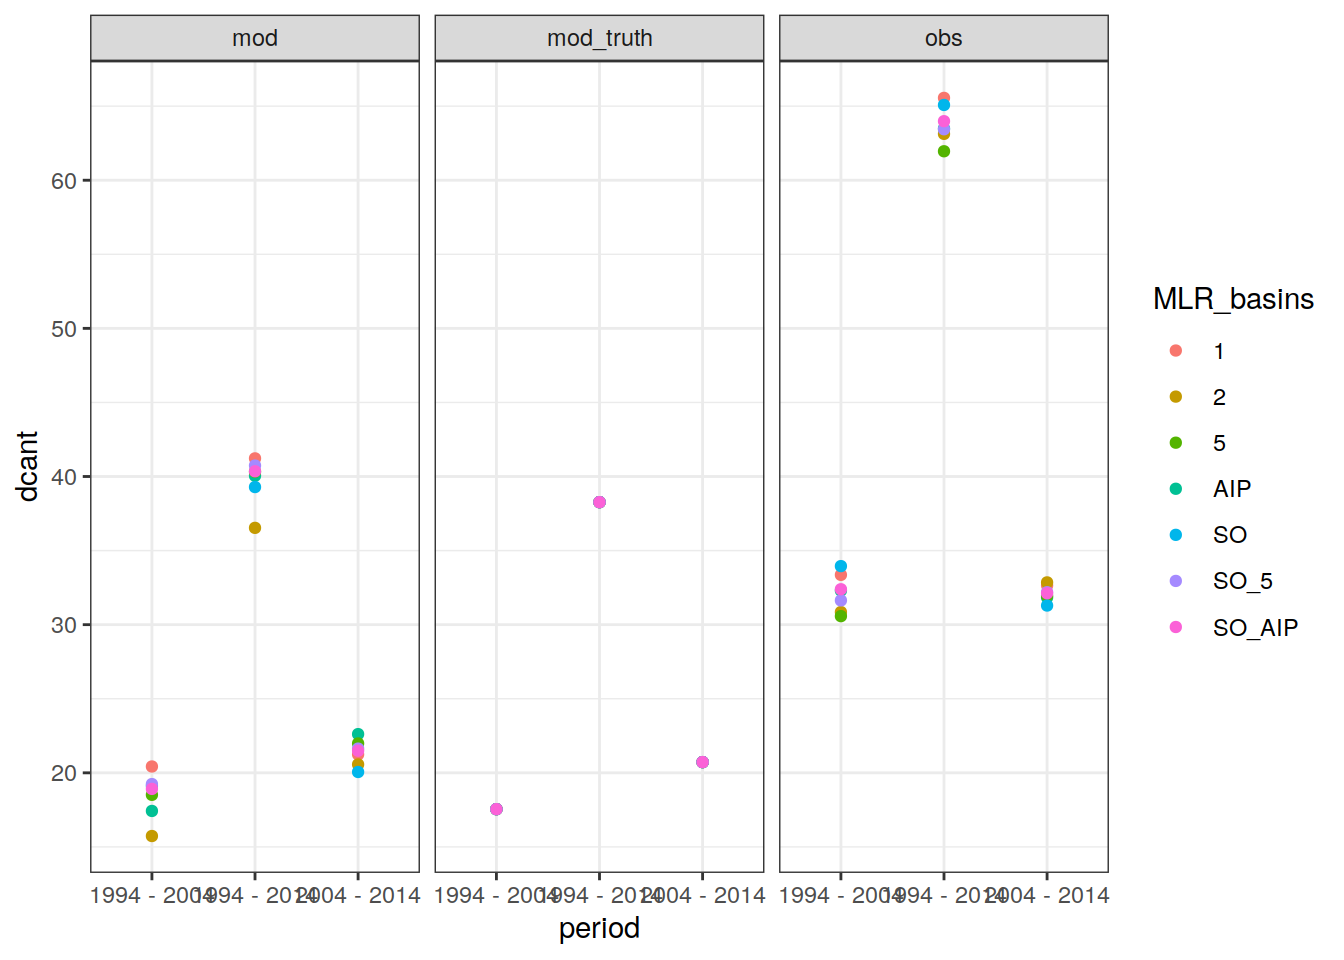 mod
mod_truth
obs
dcant
60
50
40
30
20
1994 - 2004
1994 - 2014
2004 - 2014
1994 - 2004
1994 - 2014
2004 - 2014
1994 - 2004
1994 - 2014
2004 - 2014
period
MLR_basins
1
2
5
AIP
SO
SO_5
SO_AIP